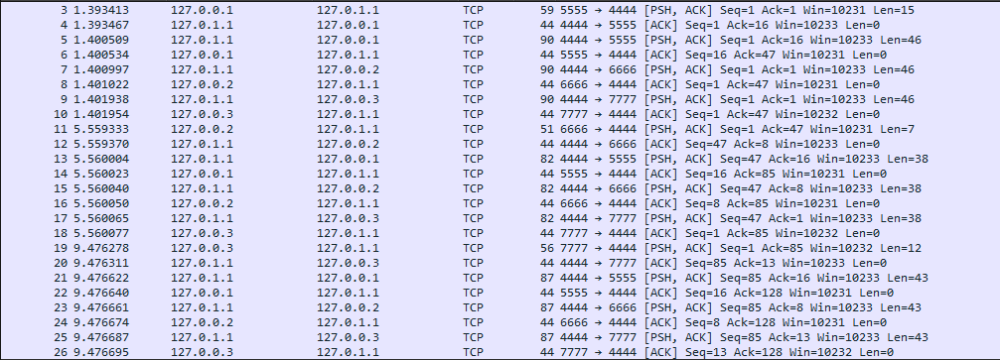 3 1.393413 127.0.0.1 127.0.1.1 TCP 59 5555 → 4444 [PSH, ACK] Seq=1 Ack=1 Win=10231 Len=15
4 1.393467 127.0.1.1 127.0.0.1 TCP 44 4444 → 5555 [ACK] Seq=1 Ack=16 Win=10233 Len=0
5 1.400509 127.0.1.1 127.0.0.1 TCP 90 4444 → 5555 [PSH, ACK] Seq=1 Ack=16 Win=10233 Len=46
6 1.400534 127.0.0.1 127.0.1.1 TCP 44 5555 → 4444 [ACK] Seq=16 Ack=47 Win=10231 Len=0
7 1.400997 127.0.1.1 127.0.0.2 TCP 90 4444 → 6666 [PSH, ACK] Seq=1 Ack=1 Win=10233 Len=46
8 1.401022 127.0.0.2 127.0.1.1 TCP 44 6666 → 4444 [ACK] Seq=1 Ack=47 Win=10231 Len=0
9 1.401938 127.0.1.1 127.0.0.3 TCP 90 4444 → 7777 [PSH, ACK] Seq=1 Ack=1 Win=10233 Len=46
10 1.401954 127.0.0.3 127.0.1.1 TCP 44 7777 → 4444 [ACK] Seq=1 Ack=47 Win=10232 Len=0
11 5.559333 127.0.0.2 127.0.1.1 TCP 51 6666 → 4444 [PSH, ACK] Seq=1 Ack=47 Win=10231 Len=7
12 5.559370 127.0.1.1 127.0.0.2 TCP 44 4444 → 6666 [ACK] Seq=47 Ack=8 Win=10233 Len=0
13 5.560004 127.0.1.1 127.0.0.1 TCP 82 4444 → 5555 [PSH, ACK] Seq=47 Ack=16 Win=10233 Len=38
14 5.560023 127.0.0.1 127.0.1.1 TCP 44 5555 → 4444 [ACK] Seq=16 Ack=85 Win=10231 Len=0
15 5.560040 127.0.1.1 127.0.0.2 TCP 82 4444 → 6666 [PSH, ACK] Seq=47 Ack=8 Win=10233 Len=38
16 5.560050 127.0.0.2 127.0.1.1 TCP 44 6666 → 4444 [ACK] Seq=8 Ack=85 Win=10231 Len=0
17 5.560065 127.0.1.1 127.0.0.3 TCP 82 4444 → 7777 [PSH, ACK] Seq=47 Ack=1 Win=10233 Len=38
18 5.560077 127.0.0.3 127.0.1.1 TCP 44 7777 → 4444 [ACK] Seq=1 Ack=85 Win=10232 Len=0
19 9.476278 127.0.0.3 127.0.1.1 TCP 56 7777 → 4444 [PSH, ACK] Seq=1 Ack=85 Win=10232 Len=12
20 9.476311 127.0.1.1 127.0.0.3 TCP 44 4444 → 7777 [ACK] Seq=85 Ack=13 Win=10233 Len=0
21 9.476622 127.0.1.1 127.0.0.1 TCP 87 4444 → 5555 [PSH, ACK] Seq=85 Ack=16 Win=10233 Len=43
22 9.476640 127.0.0.1 127.0.1.1 TCP 44 5555 → 4444 [ACK] Seq=16 Ack=128 Win=10231 Len=0
23 9.476661 127.0.1.1 127.0.0.2 TCP 87 4444 → 6666 [PSH, ACK] Seq=85 Ack=8 Win=10233 Len=43
24 9.476674 127.0.0.2 127.0.1.1 TCP 44 6666 → 4444 [ACK] Seq=8 Ack=128 Win=10231 Len=0
25 9.476687 127.0.1.1 127.0.0.3 TCP 87 4444 → 7777 [PSH, ACK] Seq=85 Ack=13 Win=10233 Len=43
26 9.476695 127.0.0.3 127.0.1.1 TCP 44 7777 → 4444 [ACK] Seq=13 Ack=128 Win=10232 Len=0